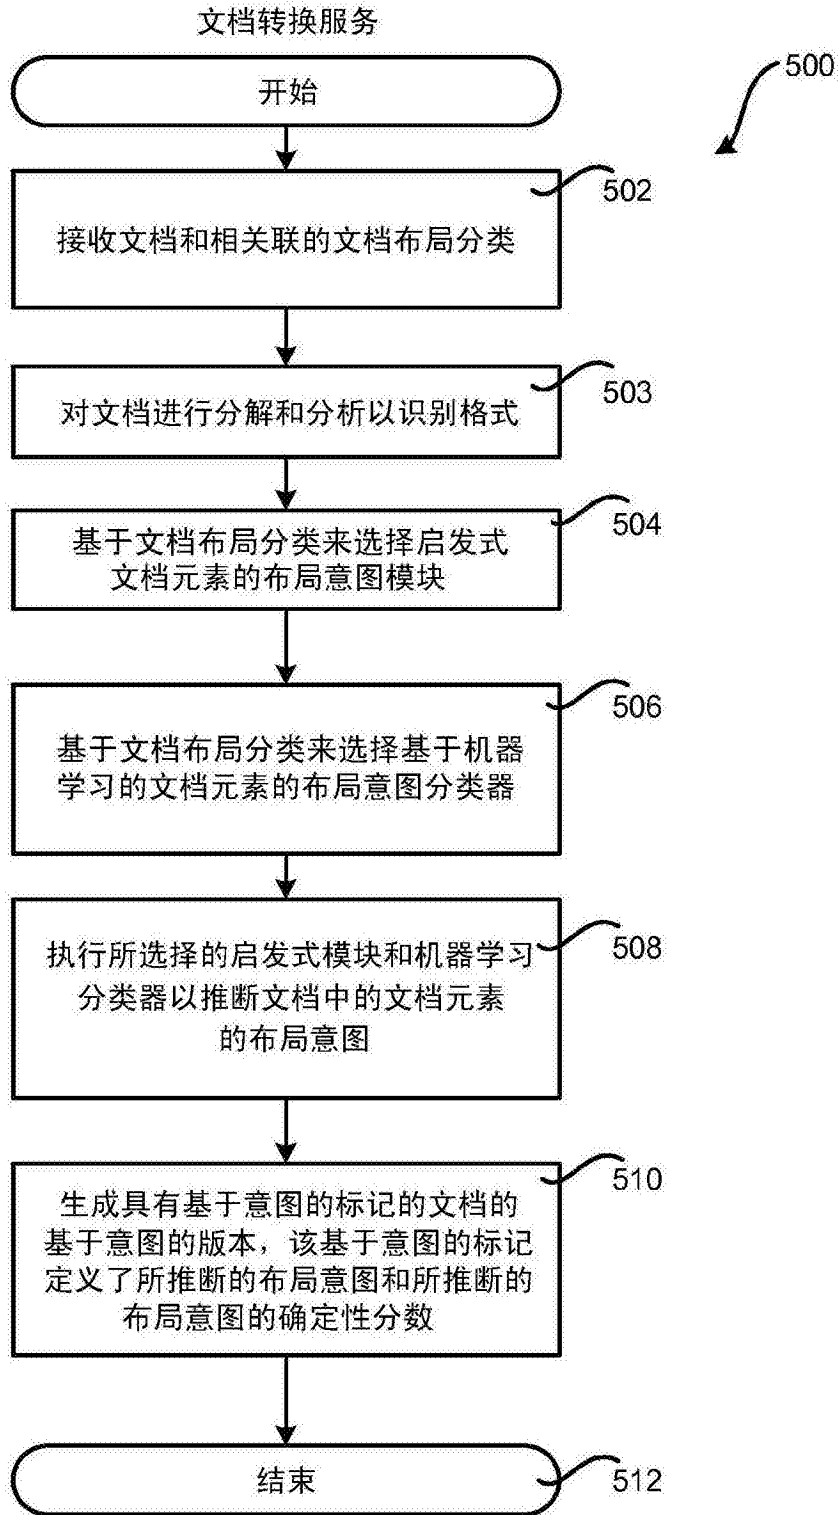 文档转换服务
开始
500
502
接收文档和相关联的文档布局分类
503
对文档进行分解和分析以识别格式
504
基于文档布局分类来选择启发式
文档元素的布局意图模块
506
基于文档布局分类来选择基于机器
学习的文档元素的布局意图分类器
508
执行所选择的启发式模块和机器学习
分类器以推断文档中的文档元素
的布局意图
510
生成具有基于意图的标记的文档的
基于意图的版本，该基于意图的标记
定义了所推断的布局意图和所推断的
布局意图的确定性分数
结束
512